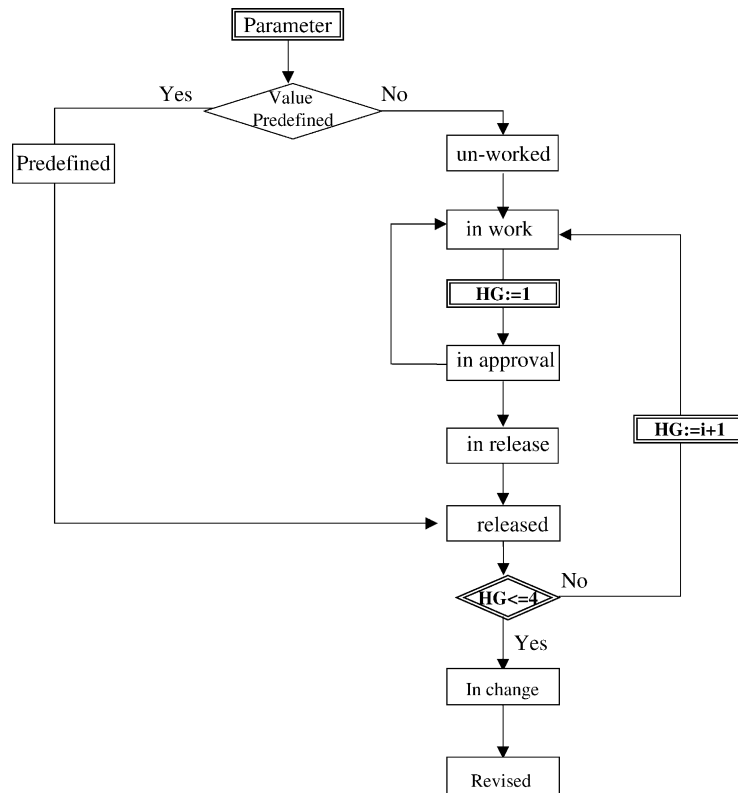 Parameter
Yes
Value
Predefined
No
Predefined
un-worked
in work
HG:=1
in approval
HG:=i+1
in release
released
HG<=4
No
Yes
In change
Revised